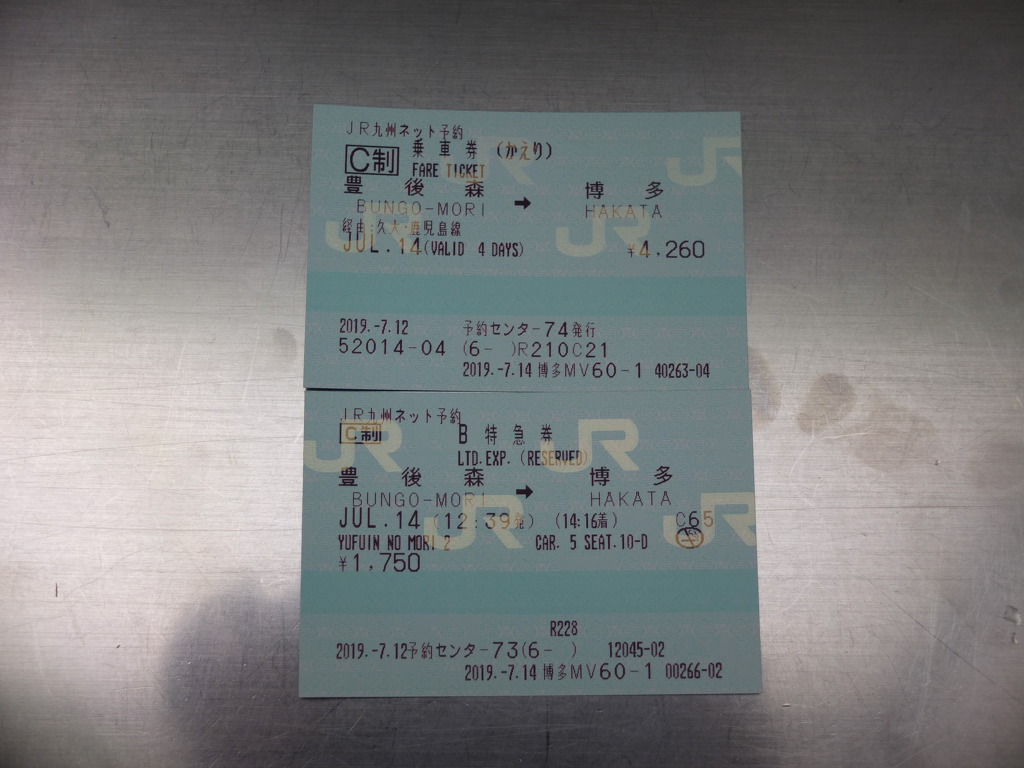 JR九州ネット予約
C制 乗車券 (かえり)
FARE TICKET
豊後森 → 博多
BUNGO-MORI HAKATA
経由:久大・鹿児島線
JUL.14(VALID 4 DAYS) ¥4,260
2019.-7.12 予約センター74発行
52014-04 (6- )R210C21
2019.-7.14 博多MV60-1 40263-04
JR九州ネット予約
C制 B 特急券
LTD.EXP.(RESERVED)
豊後森 → 博多
BUNGO-MORI HAKATA
JUL.14 (12:39発) (14:16着) C65
YUFUIN NO MORI 2 CAR. 5 SEAT.10-D
¥1,750
R228
2019.-7.12予約センター73(6- ) 12045-02
2019.-7.14 博多MV60-1 00266-02